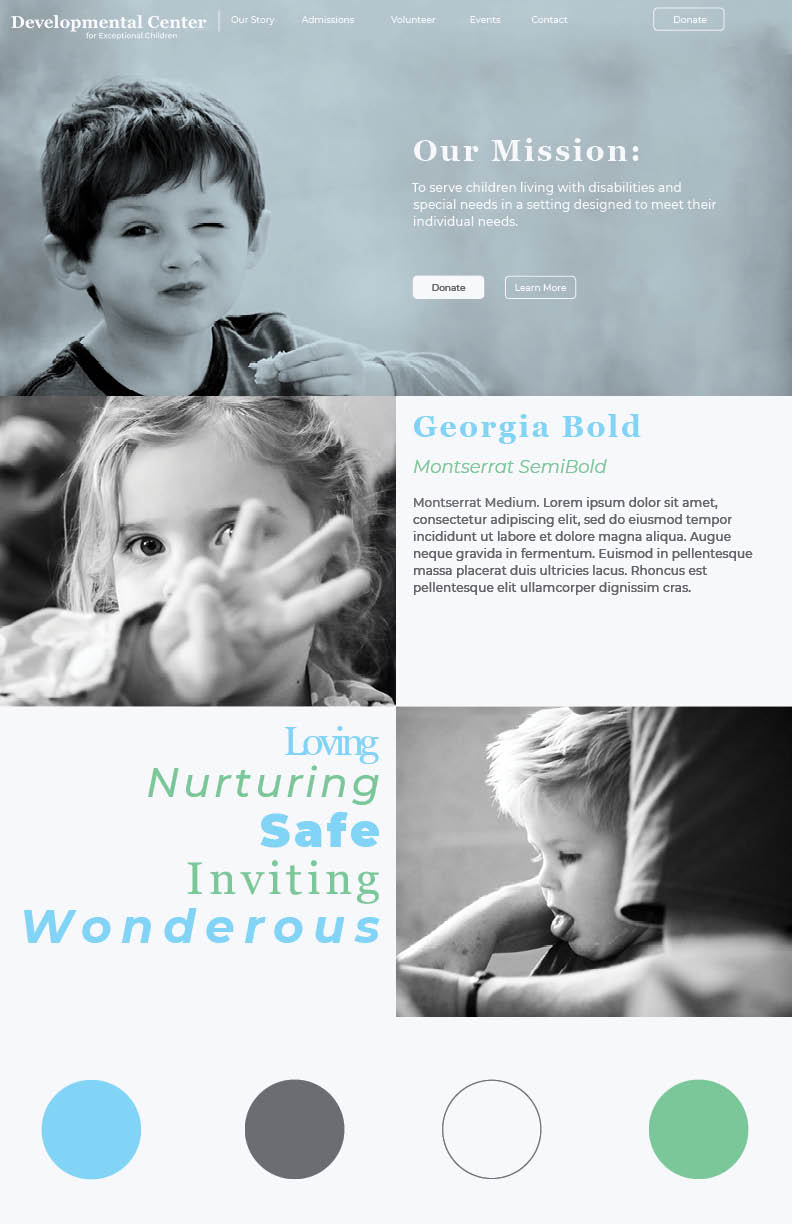 Developmental Center
for Exceptional Children
Our Story
Admissions
Volunteer
Events
Contact
Donate
Our Mission:
To serve children living with disabilities and
special needs in a setting designed to meet their
individual needs.
Donate
Learn More
Georgia Bold
Montserrat SemiBold
Montserrat Medium. Lorem ipsum dolor sit amet,
consectetur adipiscing elit, sed do eiusmod tempor
incididunt ut labore et dolore magna aliqua. Augue
neque gravida in fermentum. Euismod in pellentesque
massa placerat duis ultricies lacus. Rhoncus est
pellentesque elit ullamcorper dignissim cras.
Loving
Nurturing
Safe
Inviting
Wonderous